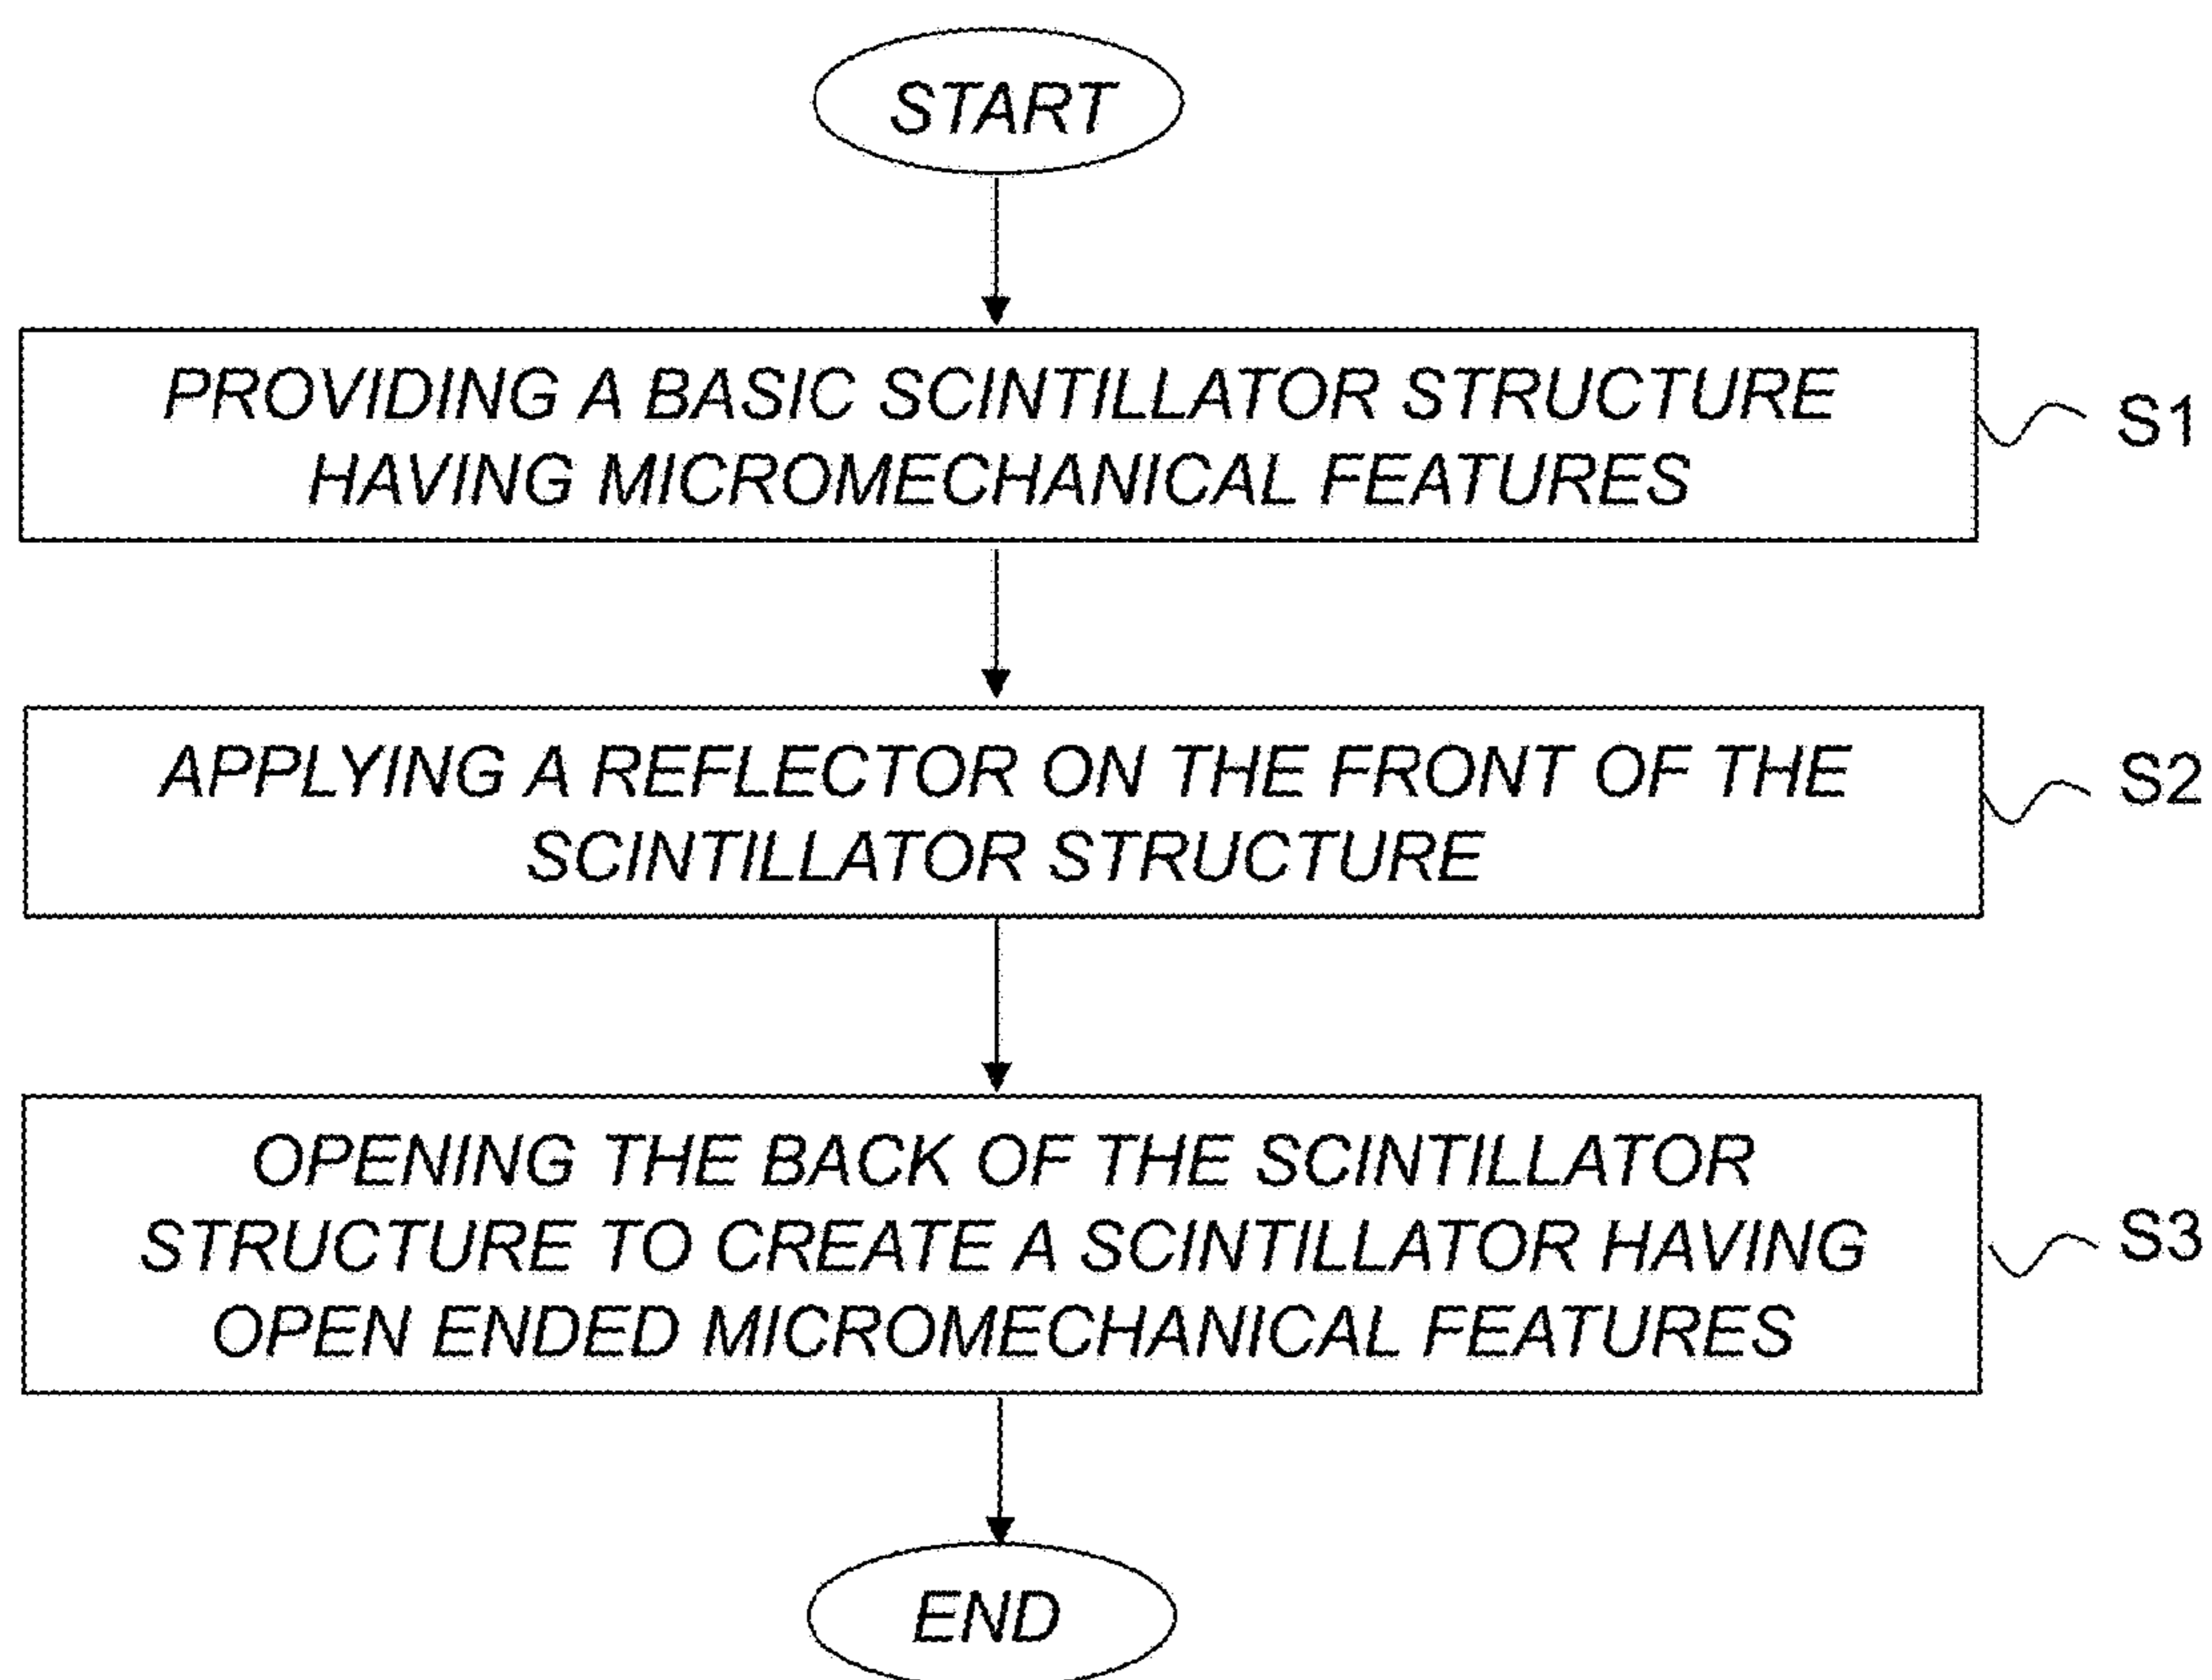 START
PROVIDING A BASIC SCINTILLATOR STRUCTURE
HAVING MICROMECHANICAL FEATURES
S1
APPLYING A REFLECTOR ON THE FRONT OF THE
SCINTILLATOR STRUCTURE
S2
OPENING THE BACK OF THE SCINTILLATOR
STRUCTURE TO CREATE A SCINTILLATOR HAVING
OPEN ENDED MICROMECHANICAL FEATURES
S3
END